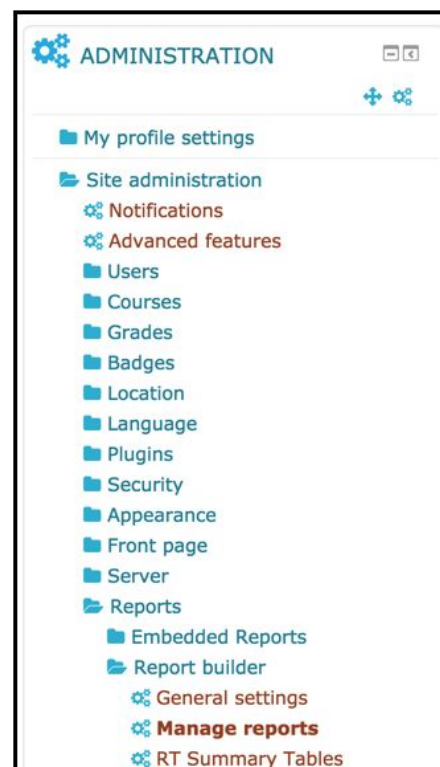 ADMINISTRATION
My profile settings
Site administration
Notifications
Advanced features
Users
Courses
Grades
Badges
Location
Language
Plugins
Security
Appearance
Front page
Server
Reports
Embedded Reports
Report builder
General settings
Manage reports
RT Summary Tables